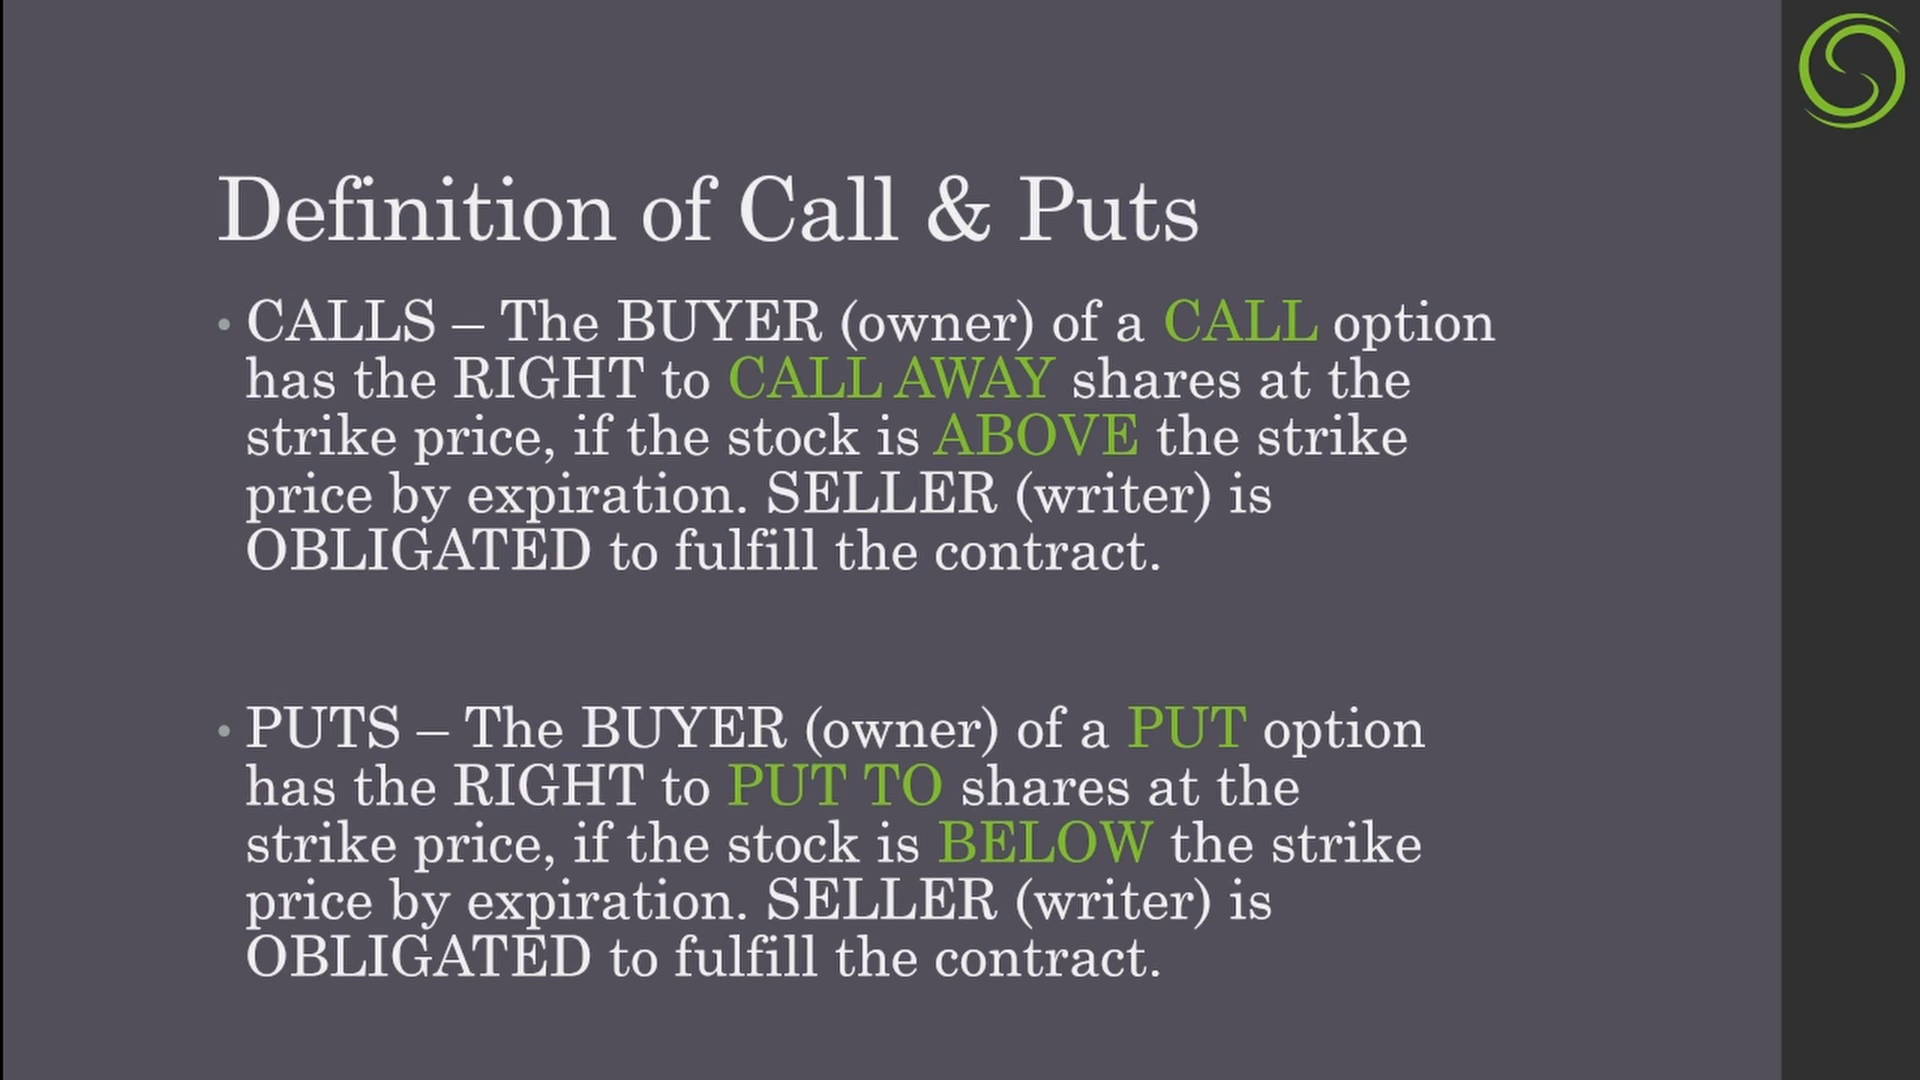 Definition of Call & Puts
• CALLS – The BUYER (owner) of a CALL option
has the RIGHT to CALL AWAY shares at the
strike price, if the stock is ABOVE the strike
price by expiration. SELLER (writer) is
OBLIGATED to fulfill the contract.
• PUTS – The BUYER (owner) of a PUT option
has the RIGHT to PUT TO shares at the
strike price, if the stock is BELOW the strike
price by expiration. SELLER (writer) is
OBLIGATED to fulfill the contract.